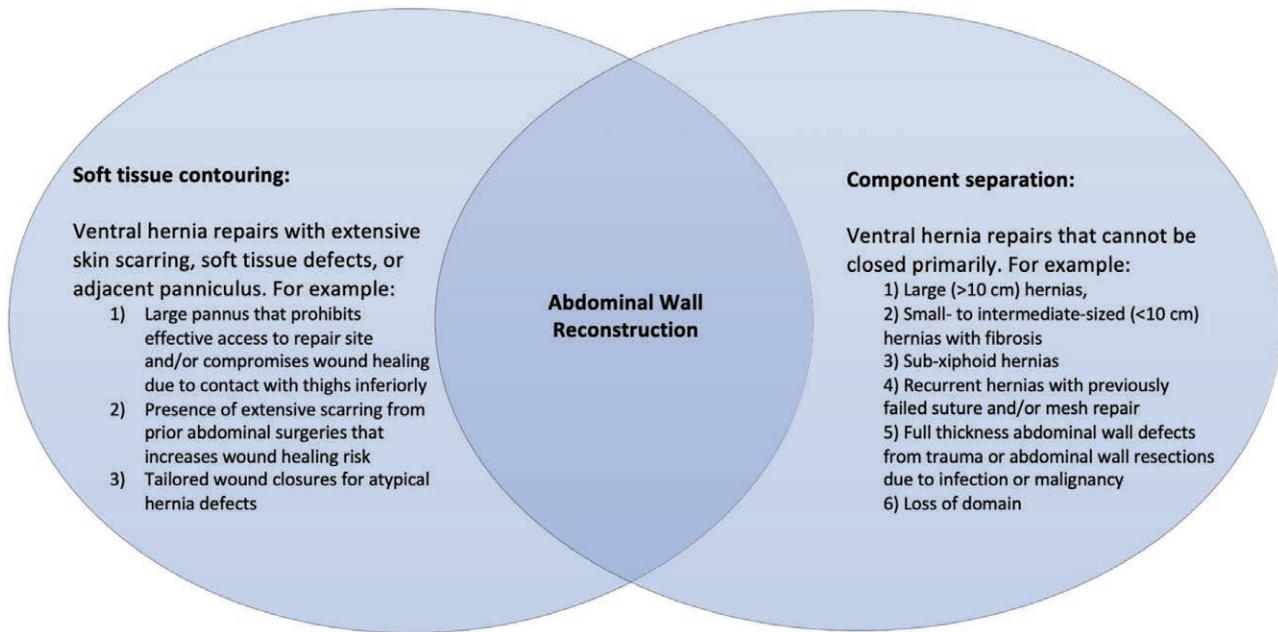 Soft tissue contouring:
Ventral hernia repairs with extensive
skin scarring, soft tissue defects, or
adjacent panniculus. For example:
1) Large pannus that prohibits
effective access to repair site
and/or compromises wound healing
due to contact with thighs inferiorly
2) Presence of extensive scarring from
prior abdominal surgeries that
increases wound healing risk
3) Tailored wound closures for atypical
hernia defects
Abdominal Wall
Reconstruction
Component separation:
Ventral hernia repairs that cannot be
closed primarily. For example:
1) Large (>10 cm) hernias,
2) Small- to intermediate-sized (<10 cm)
hernias with fibrosis
3) Sub-xiphoid hernias
4) Recurrent hernias with previously
failed suture and/or mesh repair
5) Full thickness abdominal wall defects
from trauma or abdominal wall resections
due to infection or malignancy
6) Loss of domain